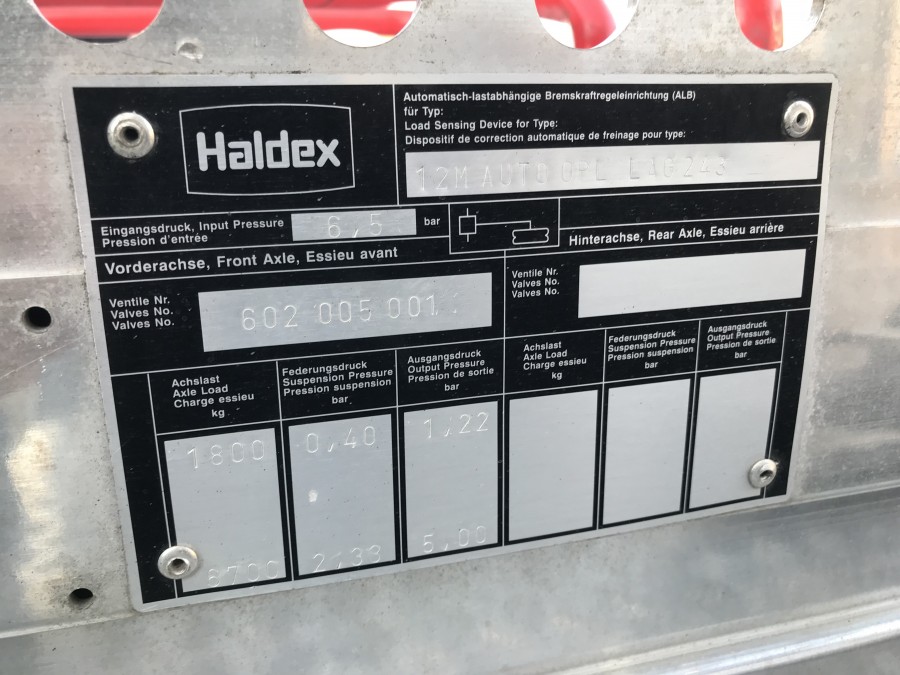 Haldex
Automatisch-lastabhängige Bremskraftregeleinrichtung (ALB)
für Typ:
Load Sensing Device for Type:
Dispositif de correction automatique de freinage pour type:
12M AUTO
Eingangsdruck, Input Pressure
Pression d'entrée
6,5
bar
Vorderachse, Front Axle, Essieu avant
Hinterachse, Rear Axle, Essieu arrière
Ventile Nr.
Valves No.
Valves No.
602 005 001
Ventile Nr.
Valves No.
Valves No.
Achslast
Axle Load
Charge essieu
kg
Federungsdruck
Suspension Pressure
Pression suspension
bar
Ausgangsdruck
Output Pressure
Pression de sortie
bar
Achslast
Axle Load
Charge essieu
kg
Federungsdruck
Suspension Pressure
Pression suspension
bar
Ausgangsdruck
Output Pressure
Pression de sortie
bar
1800 0,40 1,22
2,33 5,00